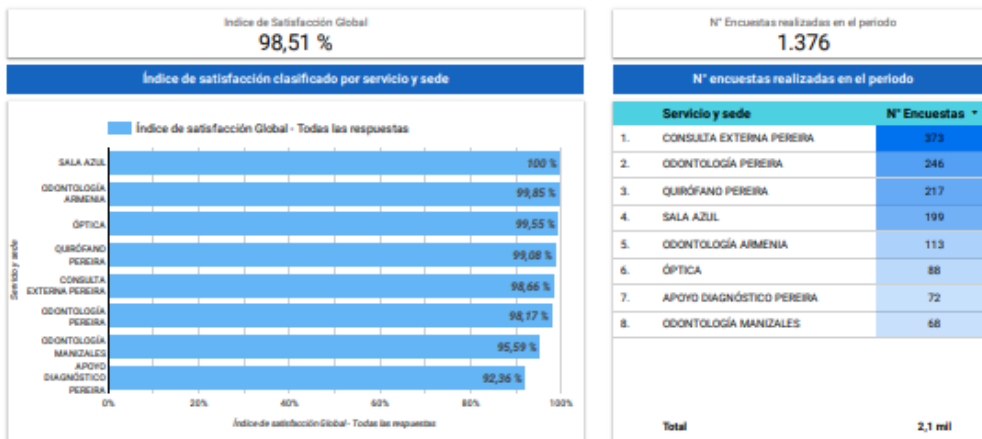 Indice de Satisfacción Global
98,51 %
Índice de satisfacción clasificado por servicio y sede
Índice de satisfacción Global - Todas las respuestas
Servicio y sede
SALA AZUL
100 %
ODONTOLOGÍA
ARMENIA
99,85 %
ÓPTICA
99,55 %
QUIRÓFANO
PEREIRA
99,08 %
CONSULTA
EXTERNA PEREIRA
98,66 %
ODONTOLOGÍA
PEREIRA
98,17 %
ODONTOLOGÍA
MANIZALES
95,59 %
APOYO
DIAGNÓSTICO
PEREIRA
92,36 %
0% 20% 40% 60% 80% 100%
Índice de satisfacción Global - Todas las respuestas
N° Encuestas realizadas en el periodo
1.376
N° encuestas realizadas en el periodo
Servicio y sede N° Encuestas
1. CONSULTA EXTERNA PEREIRA 373
2. ODONTOLOGÍA PEREIRA 246
3. QUIRÓFANO PEREIRA 217
4. SALA AZUL 199
5. ODONTOLOGÍA ARMENIA 113
6. ÓPTICA 88
7. APOYO DIAGNÓSTICO PEREIRA 72
8. ODONTOLOGÍA MANIZALES 68
Total 2,1 mil